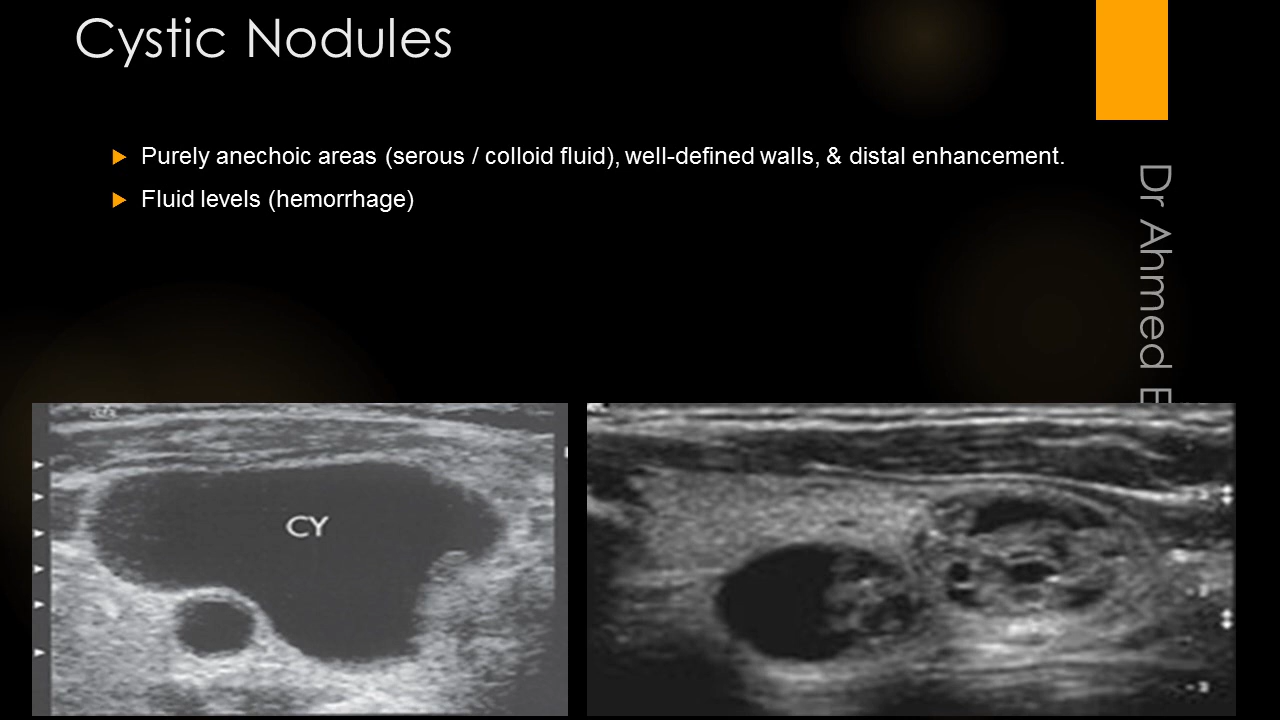 Cystic Nodules
Purely anechoic areas (serous / colloid fluid), well-defined walls, & distal enhancement.
Fluid levels (hemorrhage)
Dr Ahmed E
CY